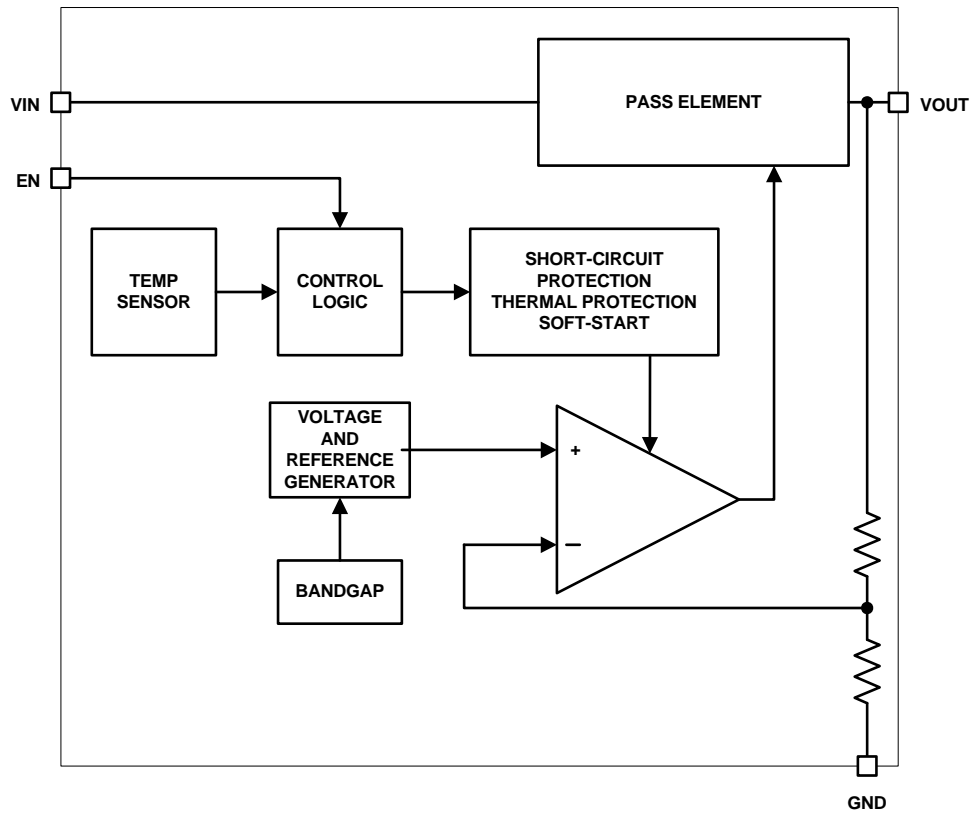 PASS ELEMENT
VIN
VOUT
EN
TEMP
SENSOR
CONTROL
LOGIC
SHORT-CIRCUIT
PROTECTION
THERMAL PROTECTION
SOFT-START
VOLTAGE
AND
REFERENCE
GENERATOR
+
–
BANDGAP
GND